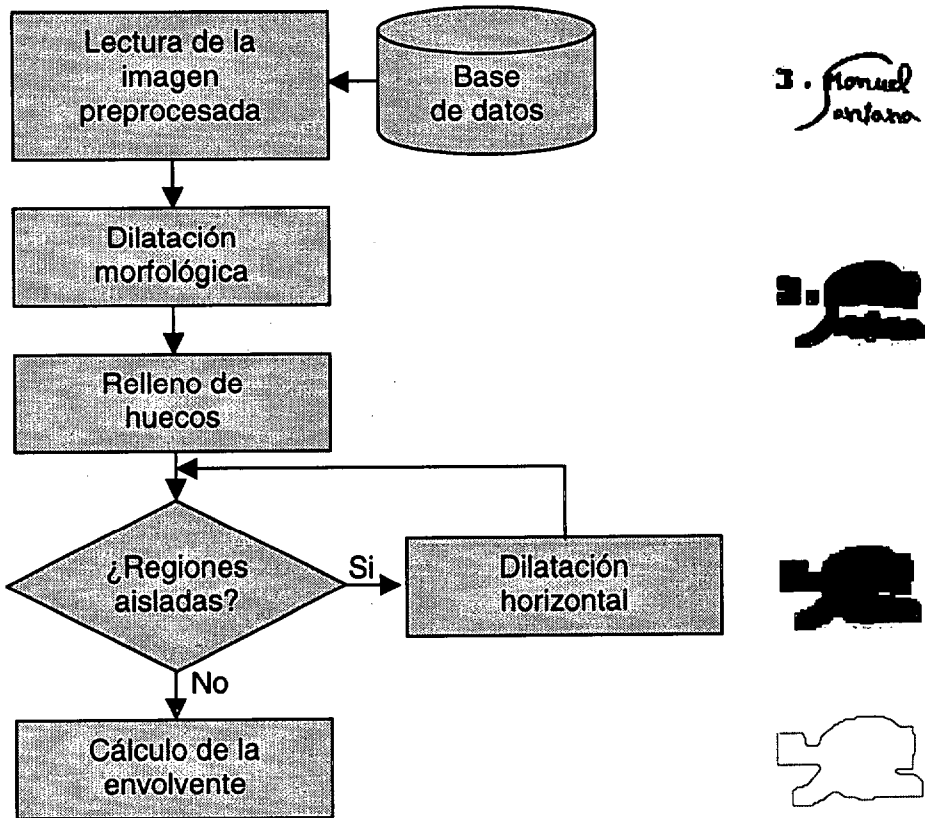 Lectura de la
imagen
preprocesada
Base
de datos
Manuel
Dilatación
morfológica
Relleno de
huecos
¿Regiones
aisladas?
Si
Dilatación
horizontal
No
Cálculo de la
envolvente